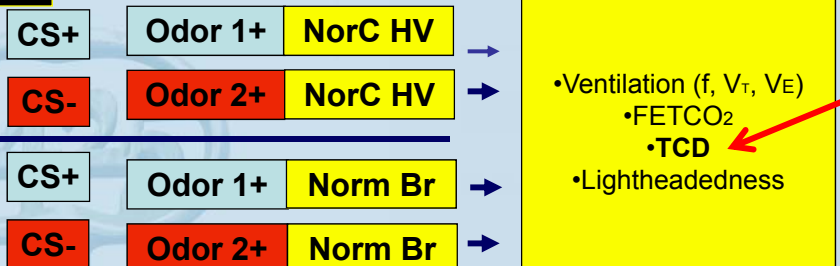 CS+ Odor 1+ NorC HV
CS- Odor 2+ NorC HV
CS+ Odor 1+ Norm Br
CS- Odor 2+ Norm Br
•Ventilation (f, VT, VE)
•FETCO2
•TCD
•Lightheadedness